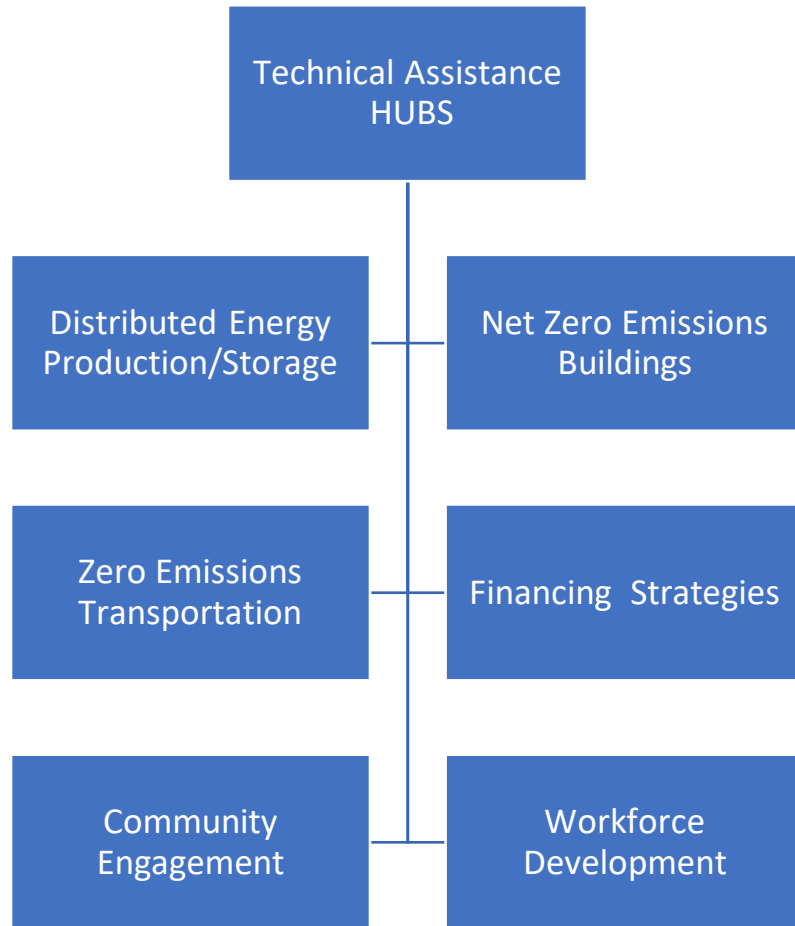 Technical Assistance
HUBS
Distributed Energy
Production/Storage
Net Zero Emissions
Buildings
Zero Emissions
Transportation
Financing Strategies
Community
Engagement
Workforce
Development